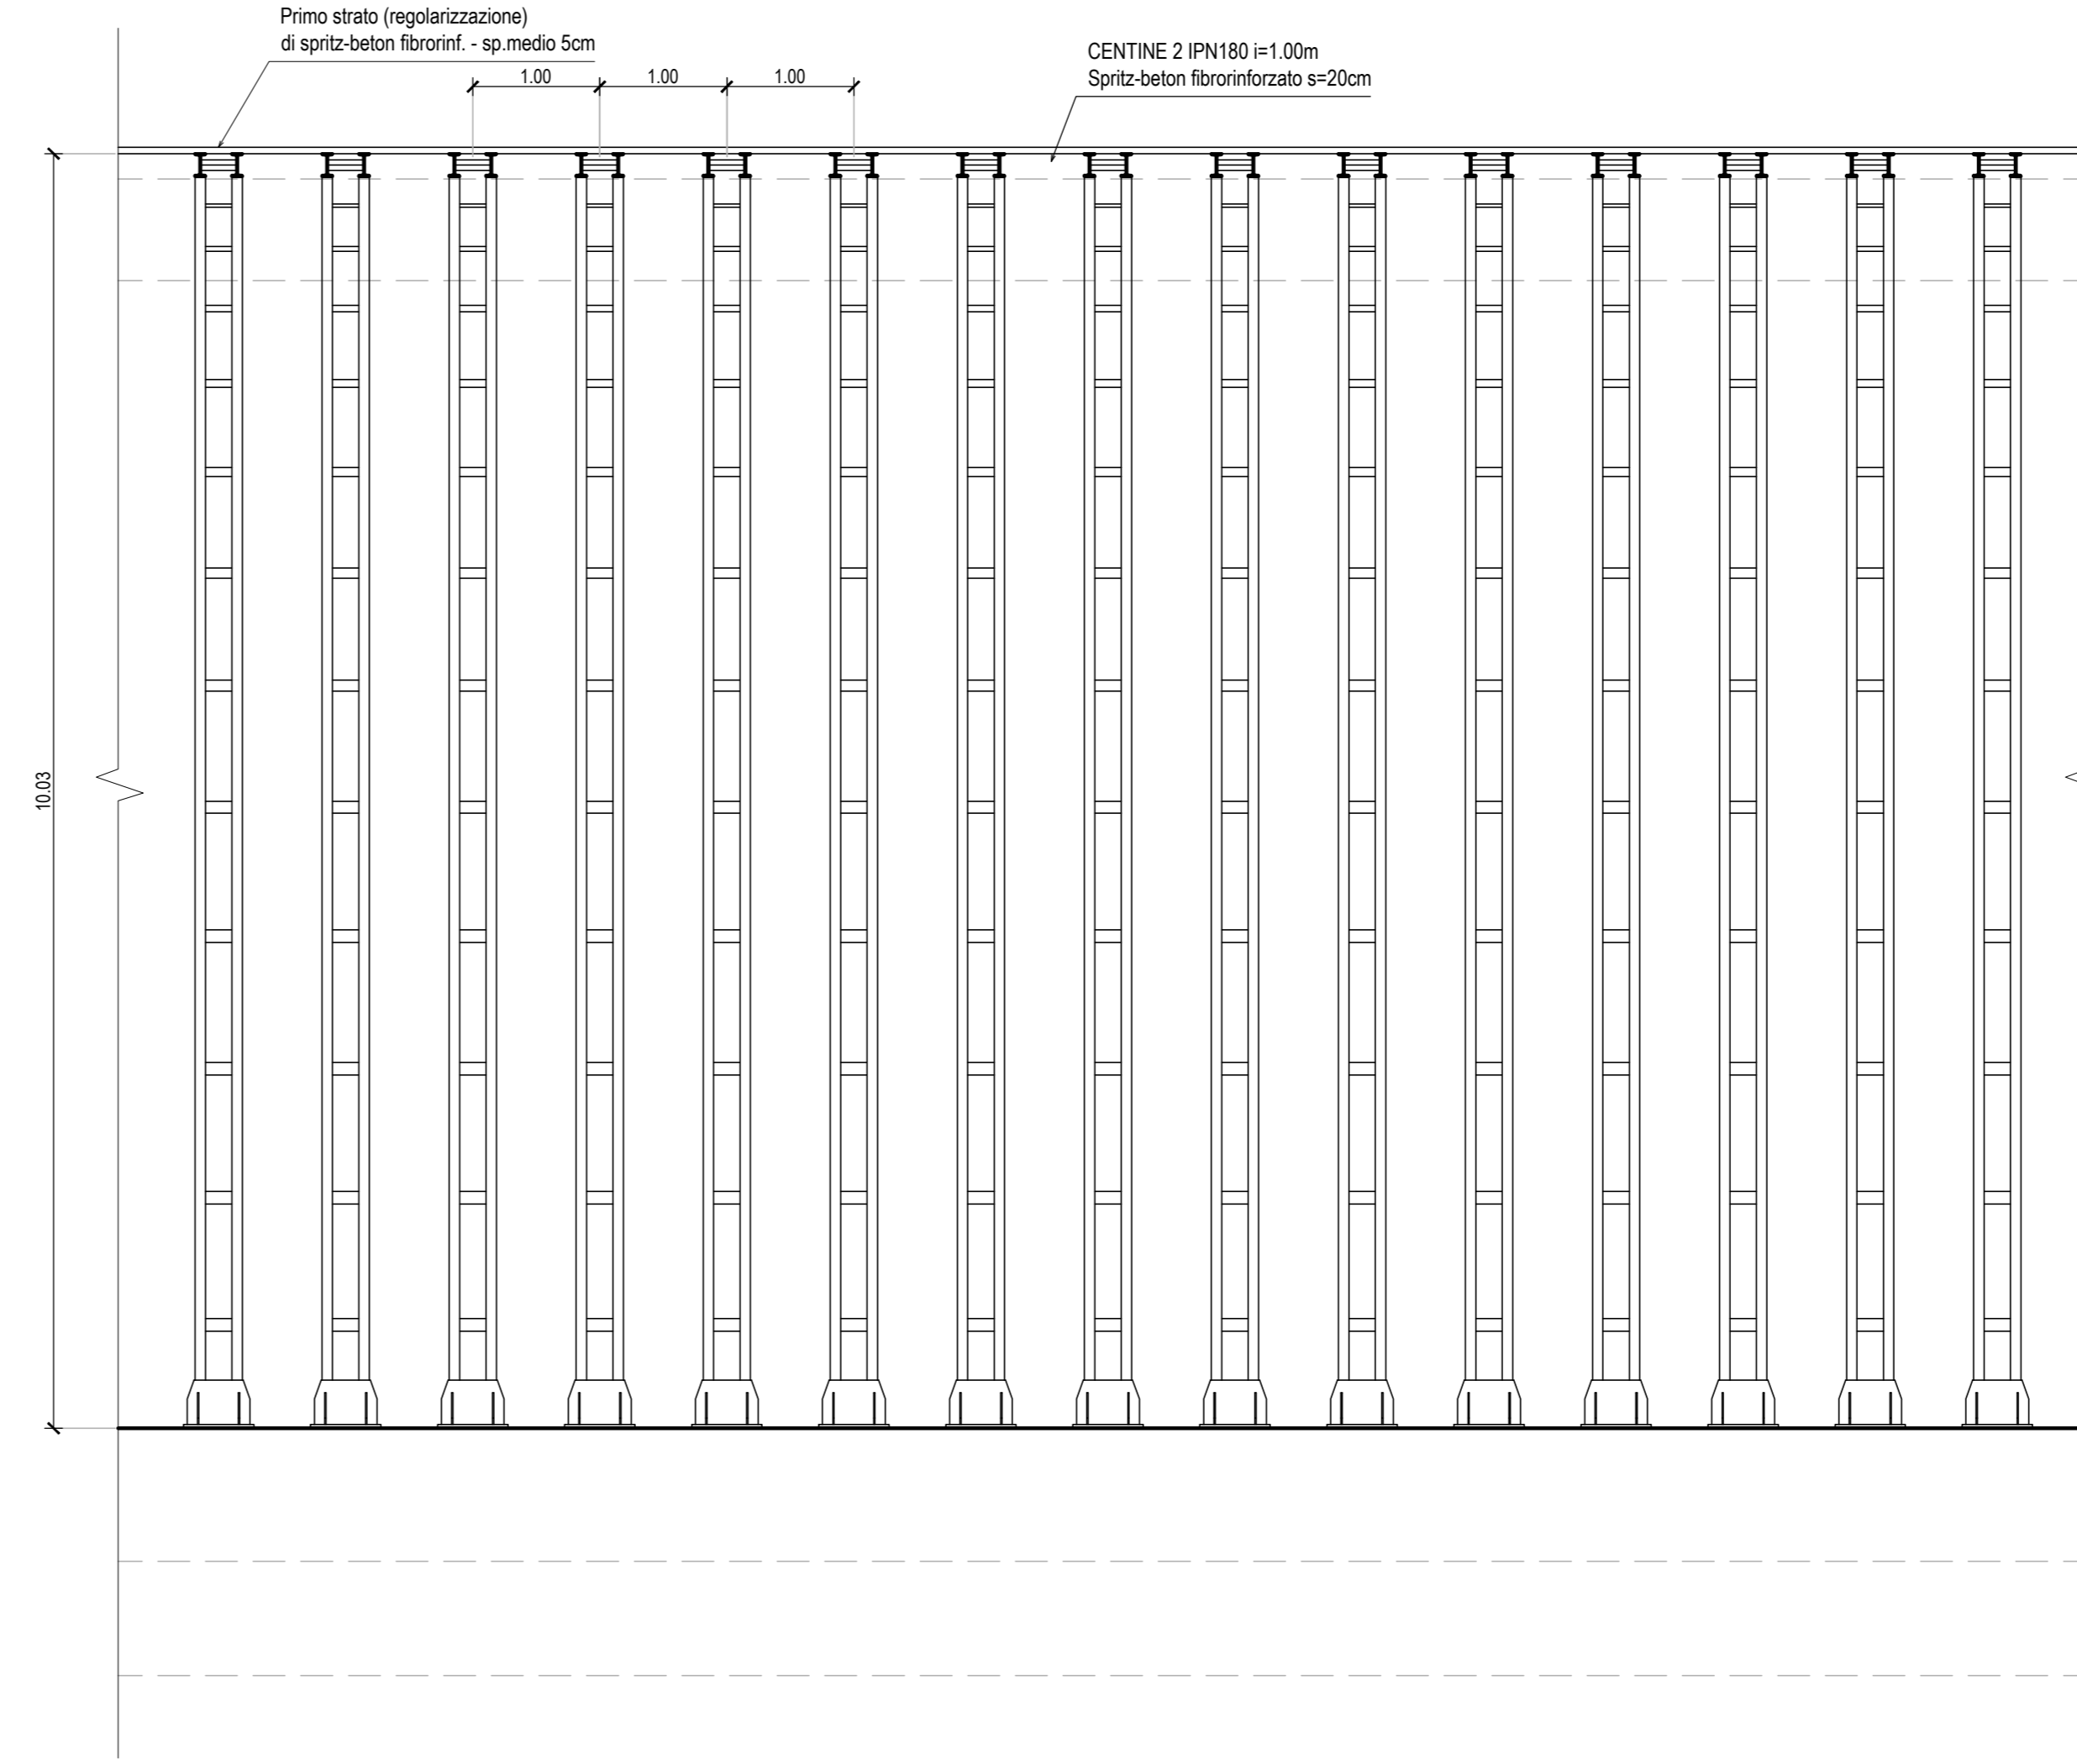 Primo strato (regolarizzazione)
di spritz-beton fibrorinf. - sp.medio 5cm
CENTINE 2 IPN180 i=1.00m
Spritz-beton fibrorinforzato s=20cm
1.00
1.00
1.00
10.03